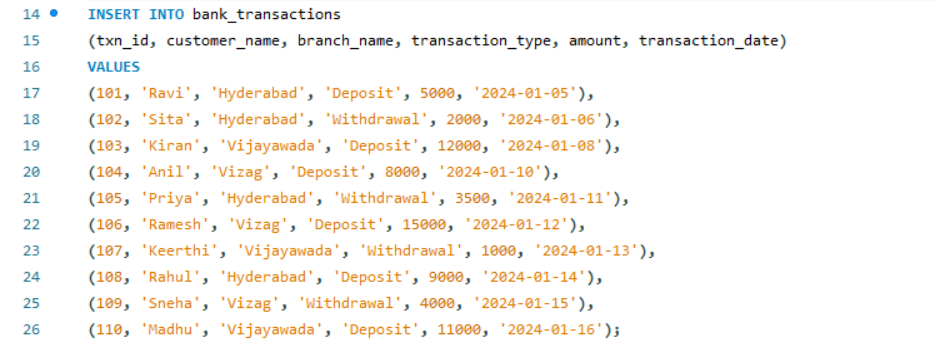 14 INSERT INTO bank_transactions
15 (txn_id, customer_name, branch_name, transaction_type, amount, transaction_date)
16 VALUES
17 (101, 'Ravi', 'Hyderabad', 'Deposit', 5000, '2024-01-05'),
18 (102, 'Sita', 'Hyderabad', 'Withdrawal', 2000, '2024-01-06'),
19 (103, 'Kiran', 'Vijayawada', 'Deposit', 12000, '2024-01-08'),
20 (104, 'Anil', 'Vizag', 'Deposit', 8000, '2024-01-10'),
21 (105, 'Priya', 'Hyderabad', 'Withdrawal', 3500, '2024-01-11'),
22 (106, 'Ramesh', 'Vizag', 'Deposit', 15000, '2024-01-12'),
23 (107, 'Keerthi', 'Vijayawada', 'Withdrawal', 1000, '2024-01-13'),
24 (108, 'Rahul', 'Hyderabad', 'Deposit', 9000, '2024-01-14'),
25 (109, 'Sneha', 'Vizag', 'Withdrawal', 4000, '2024-01-15'),
26 (110, 'Madhu', 'Vijayawada', 'Deposit', 11000, '2024-01-16');